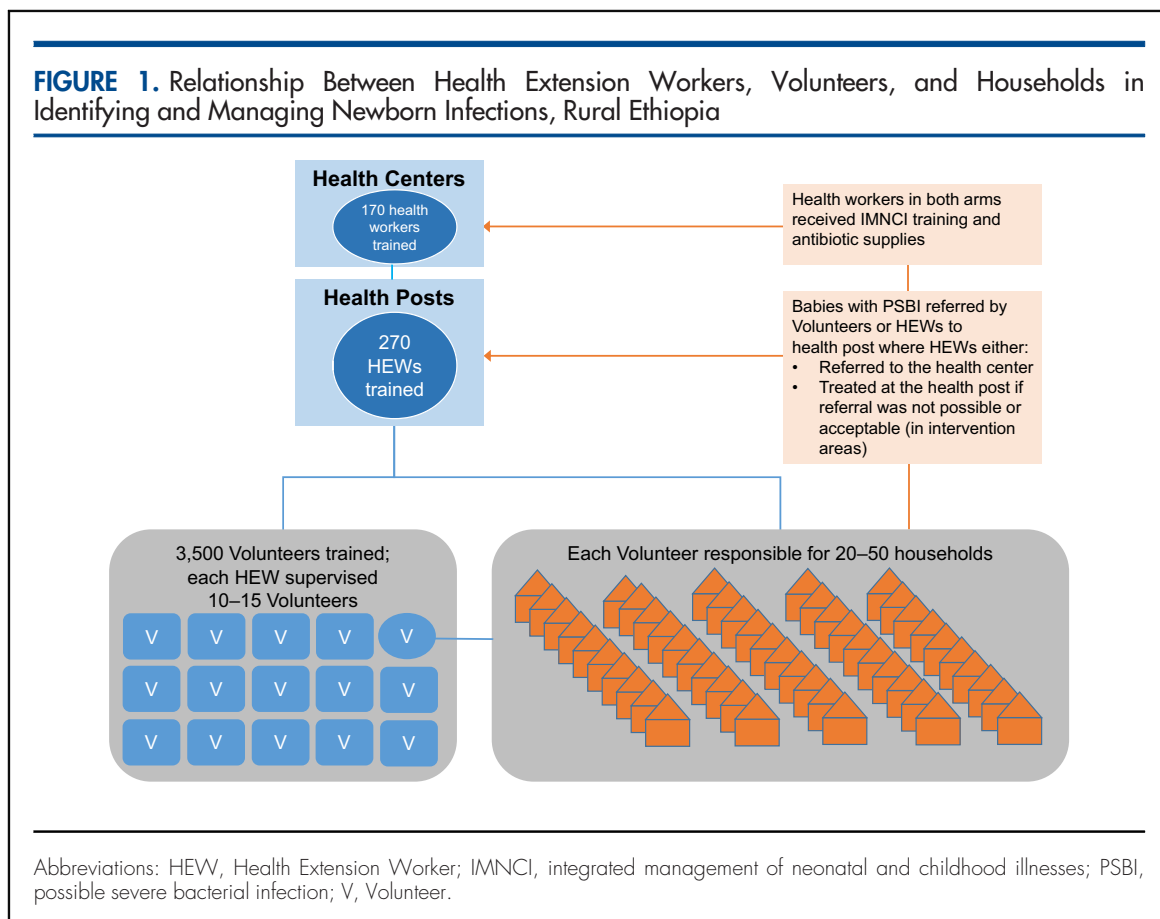 FIGURE 1. Relationship Between Health Extension Workers, Volunteers, and Households in
Identifying and Managing Newborn Infections, Rural Ethiopia
Health Centers
170 health
workers
trained
Health workers in both arms
received IMNCI training and
antibiotic supplies
Health Posts
270
HEWs
trained
Babies with PSBI referred by
Volunteers or HEWs to
health post where HEWs either:
• Referred to the health center
• Treated at the health post if
referral was not possible or
acceptable (in intervention
areas)
3,500 Volunteers trained;
each HEW supervised
10–15 Volunteers
V V V V V
V V V V V
V V V V V
Each Volunteer responsible for 20–50 households
Abbreviations: HEW, Health Extension Worker; IMNCI, integrated management of neonatal and childhood illnesses; PSBI,
possible severe bacterial infection; V, Volunteer.